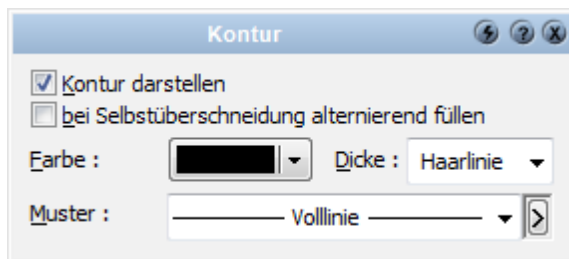 Kontur
Kontur darstellen
bei Selbstüberschneidung alternierend füllen
Farbe : Dicke : Haarlinie
Muster : Volllinie